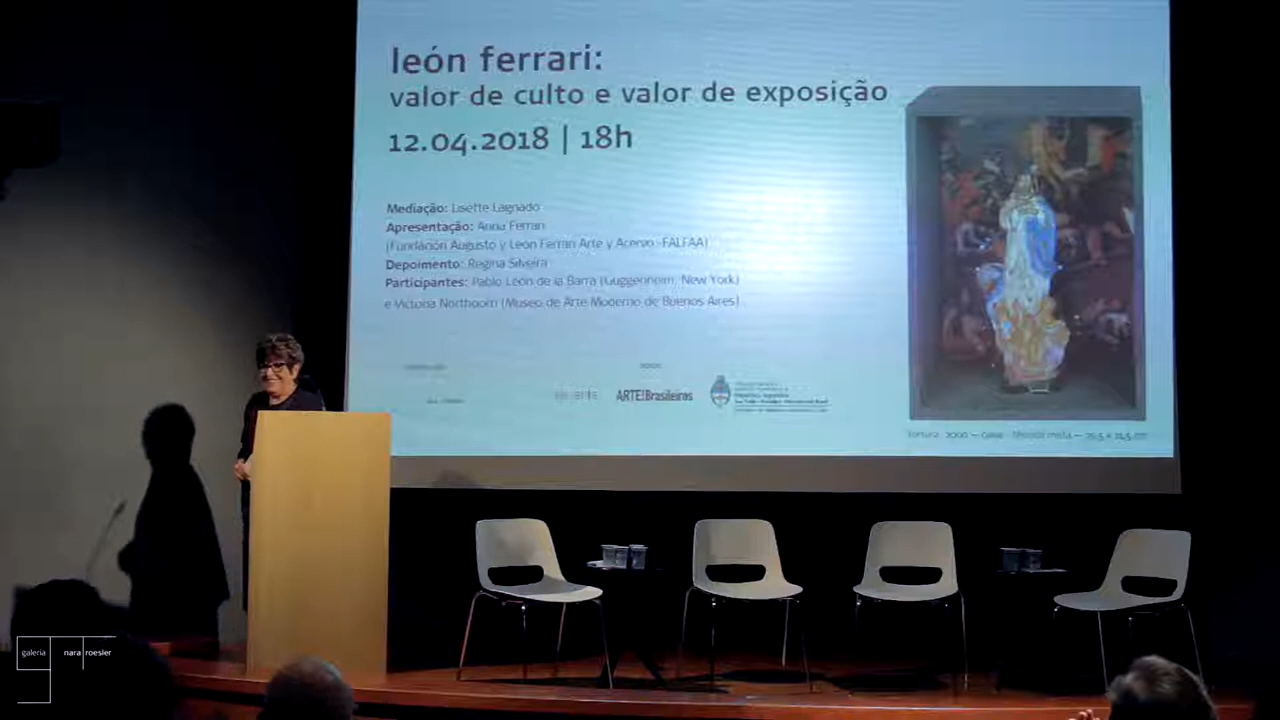 león ferrari:
valor de culto e valor de exposição
12.04.2018 | 18h
Mediação: Lisette Lagnado
Apresentação: Anna Ferrari
(Fundación Augusto y León Ferrari Arte y Acervo -FALFAA)
Depoimento: Regina Silveira
Participantes: Pablo León de la Barra (Guggenheim, New York)
e Victoria Northoorn (Museo de Arte Moderno de Buenos Aires)
ARTE!Brasileiros
galeria nara roesler